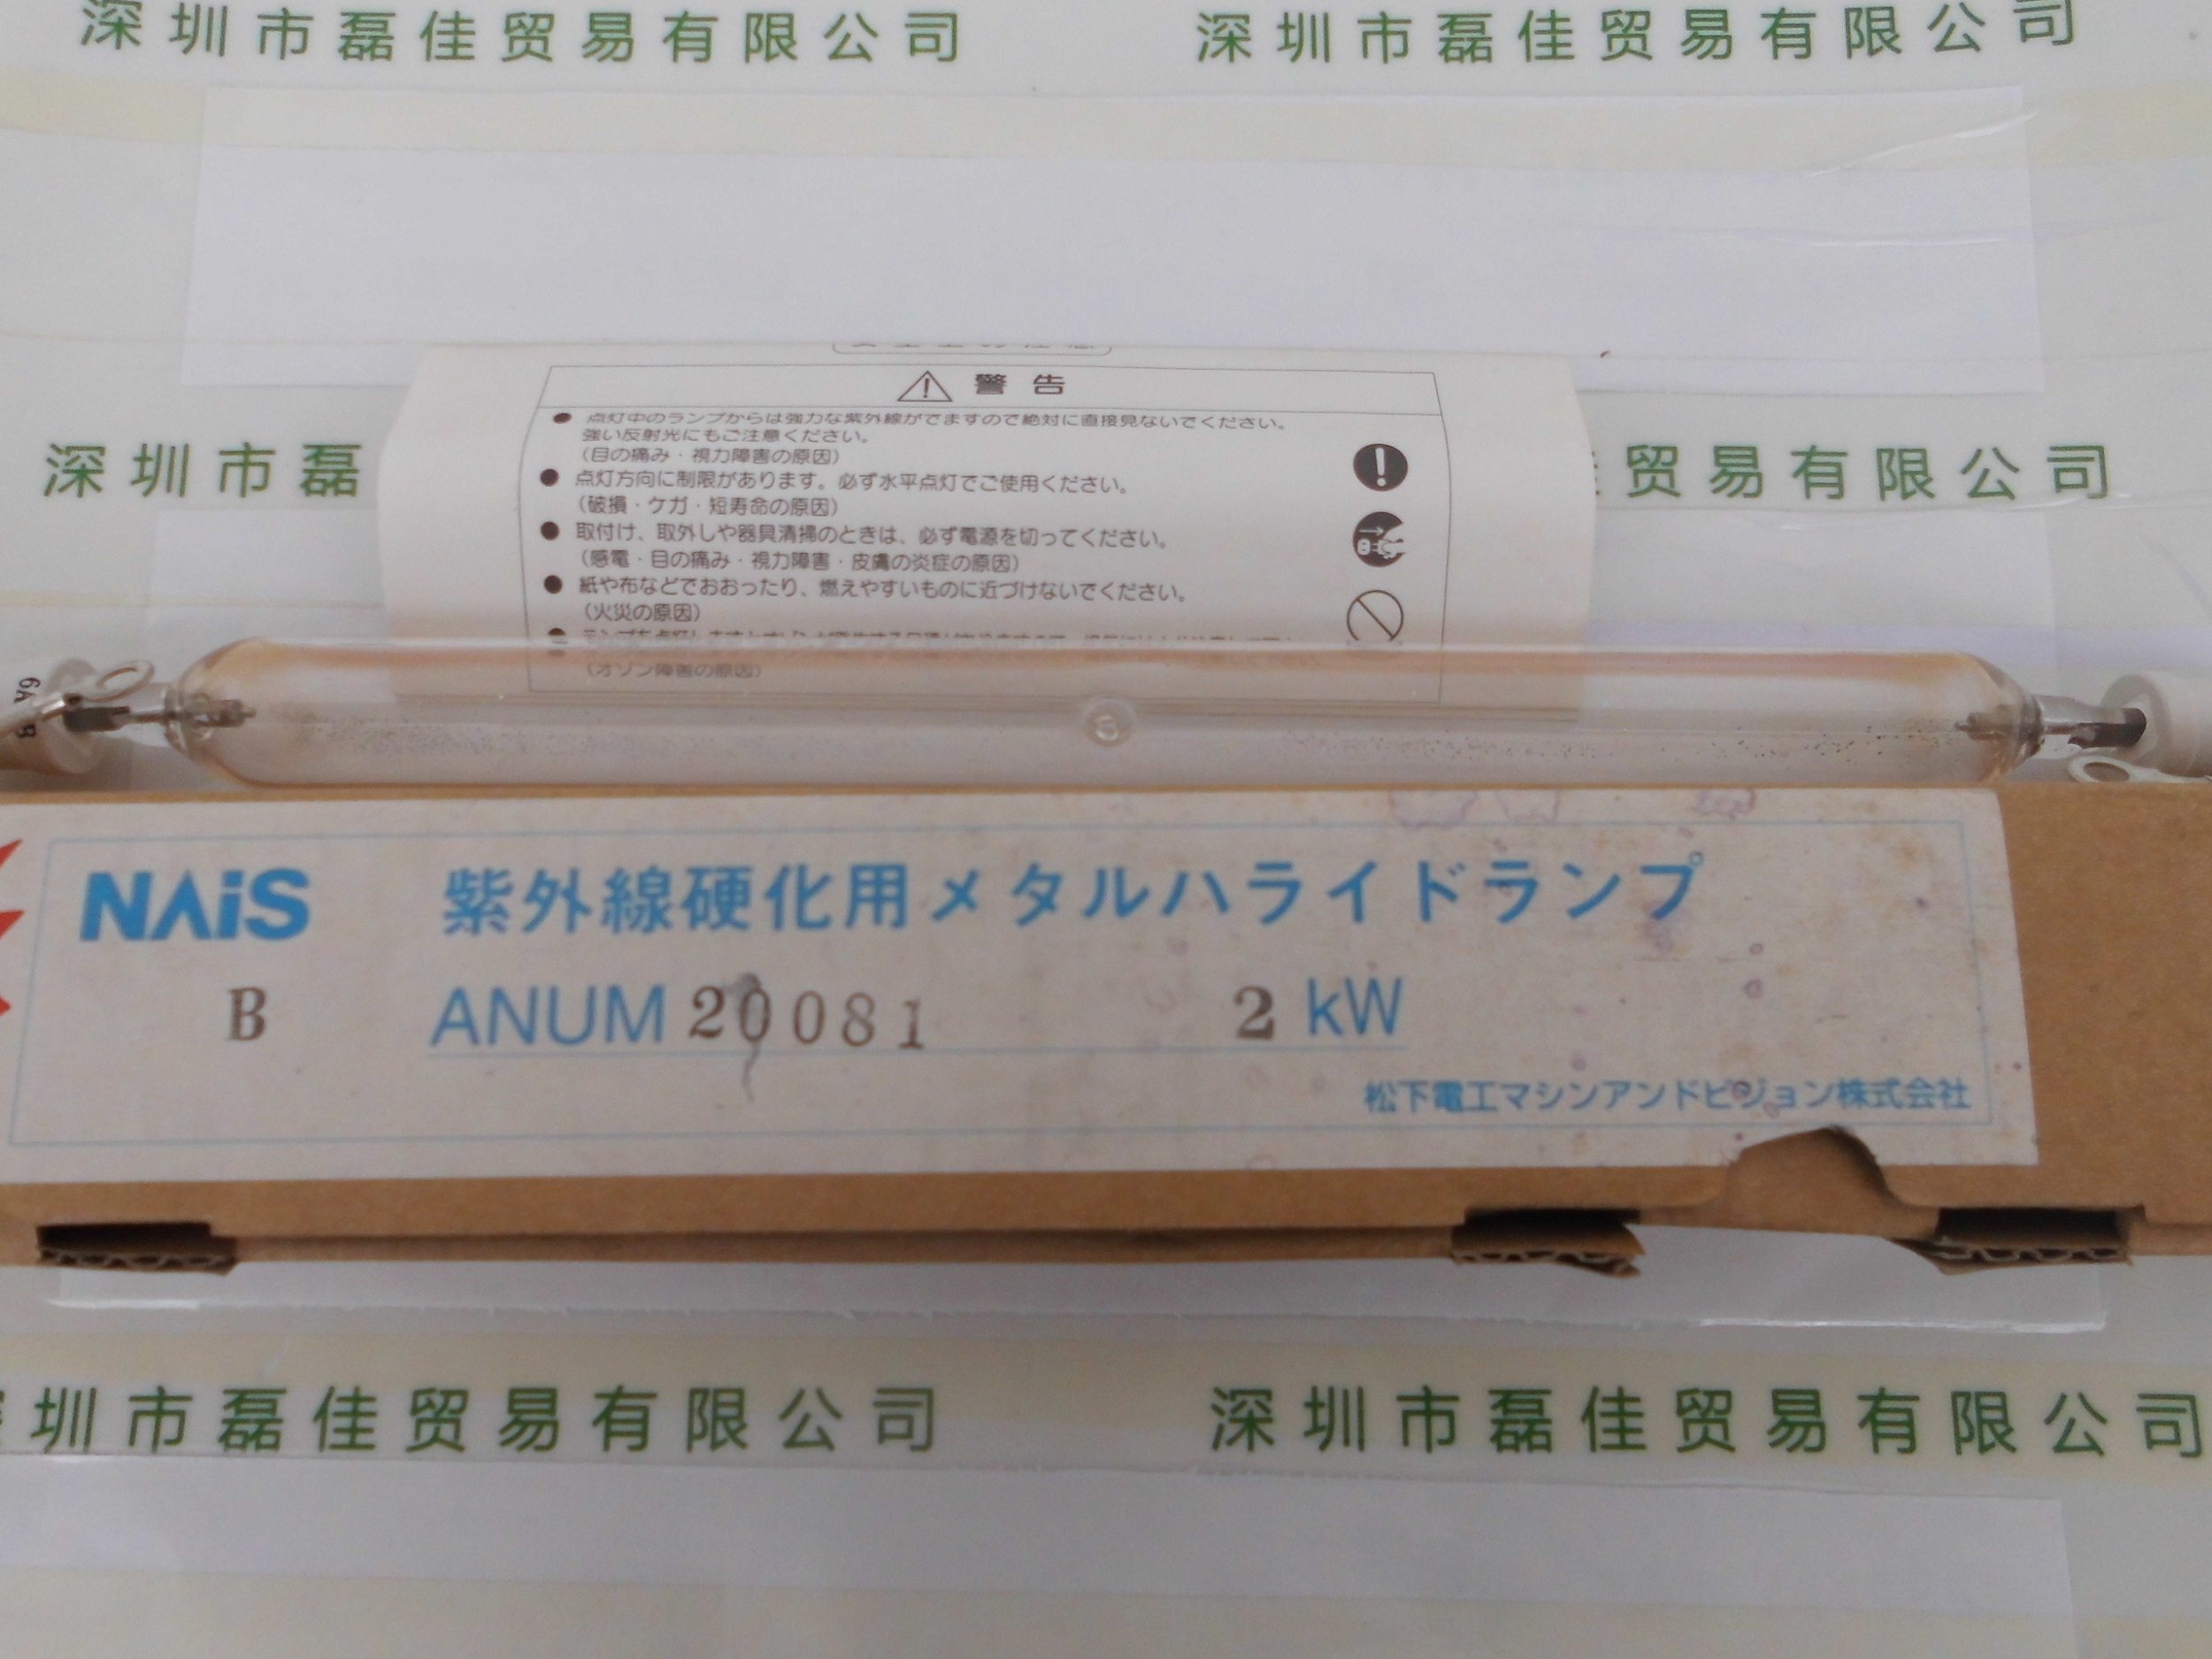 深圳市磊佳贸易有限公司 深圳市磊佳贸易有限公司
警告
● 点灯中のランプからは強力な紫外線がでますので絶対に直接見ないでください。
強い反射光にもご注意ください。
(目の痛み・視力障害の原因)
● 点灯方向に制限があります。必ず水平点灯でご使用ください。
(破損・ケガ・短寿命の原因)
● 取付け、取外しや器具清掃のときは、必ず電源を切ってください。
(感電・目の痛み・視力障害・皮膚の炎症の原因)
● 紙や布などでおおったり、燃えやすいものに近づけないでください。
(火災の原因)
(オゾン障害の原因)
深圳市磊 贸易有限公司
NAiS 紫外線硬化用メタルハライドランプ
B ANUM 20081 2 kW
松下電工マシンアンドビジョン株式会社
圳市磊佳贸易有限公司 深圳市磊佳贸易有限公司